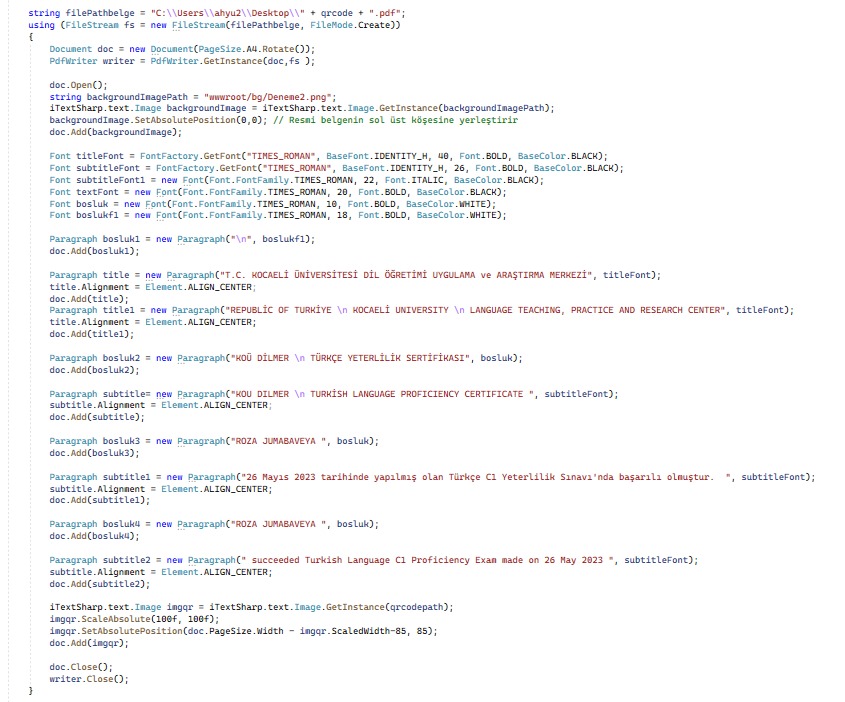 string filePathbelge = "C:\\Users\\ahyu2\\Desktop\\" + qrcode + ".pdf";
using (FileStream fs = new FileStream(filePathbelge, FileMode.Create))
{
Document doc = new Document(PageSize.A4.Rotate());
PdfWriter writer = PdfWriter.GetInstance(doc,fs );
doc.Open();
string backgroundImagePath = "wwwroot/bg/Deneme2.png";
iTextSharp.text.Image backgroundImage = iTextSharp.text.Image.GetInstance(backgroundImagePath);
backgroundImage.SetAbsolutePosition(0,0); // Resmi belgenin sol üst köşesine yerleştirir
doc.Add(backgroundImage);
Font titleFont = FontFactory.GetFont("TIMES_ROMAN", BaseFont.IDENTITY_H, 40, Font.BOLD, BaseColor.BLACK);
Font subtitleFont = FontFactory.GetFont("TIMES_ROMAN", BaseFont.IDENTITY_H, 26, Font.BOLD, BaseColor.BLACK);
Font subtitleFont1 = new Font(Font.FontFamily.TIMES_ROMAN, 22, Font.ITALIC, BaseColor.BLACK);
Font textFont = new Font(Font.FontFamily.TIMES_ROMAN, 20, Font.BOLD, BaseColor.BLACK);
Font bosluk = new Font(Font.FontFamily.TIMES_ROMAN, 10, Font.BOLD, BaseColor.WHITE);
Font boslukf1 = new Font(Font.FontFamily.TIMES_ROMAN, 18, Font.BOLD, BaseColor.WHITE);
Paragraph bosluk1 = new Paragraph("\n", boslukf1);
doc.Add(bosluk1);
Paragraph title = new Paragraph("T.C. KOCAELİ ÜNİVERSİTESİ DİL ÖĞRETİMİ UYGULAMA ve ARAŞTIRMA MERKEZİ", titleFont);
title.Alignment = Element.ALIGN_CENTER;
doc.Add(title);
Paragraph title1 = new Paragraph("REPUBLİC OF TURKİYE \n KOCAELİ UNIVERSITY \n LANGUAGE TEACHING, PRACTICE AND RESEARCH CENTER", titleFont);
title.Alignment = Element.ALIGN_CENTER;
doc.Add(title1);
Paragraph bosluk2 = new Paragraph("KOÜ DİLMER \n TÜRKÇE YETERLİLİK SERTİFİKASI", bosluk);
doc.Add(bosluk2);
Paragraph subtitle= new Paragraph("KOU DILMER \n TURKİSH LANGUAGE PROFICIENCY CERTIFICATE ", subtitleFont);
subtitle.Alignment = Element.ALIGN_CENTER;
doc.Add(subtitle);
Paragraph bosluk3 = new Paragraph("ROZA JUMABAVEYA ", bosluk);
doc.Add(bosluk3);
Paragraph subtitle1 = new Paragraph("26 Mayıs 2023 tarihinde yapılmış olan Türkçe C1 Yeterlilik Sınavı'nda başarılı olmuştur.  ", subtitleFont);
subtitle.Alignment = Element.ALIGN_CENTER;
doc.Add(subtitle1);
Paragraph bosluk4 = new Paragraph("ROZA JUMABAVEYA ", bosluk);
doc.Add(bosluk4);
Paragraph subtitle2 = new Paragraph(" succeeded Turkish Language C1 Proficiency Exam made on 26 May 2023 ", subtitleFont);
subtitle.Alignment = Element.ALIGN_CENTER;
doc.Add(subtitle2);
iTextSharp.text.Image imgqr = iTextSharp.text.Image.GetInstance(qrcodepath);
imgqr.ScaleAbsolute(100f, 100f);
imgqr.SetAbsolutePosition(doc.PageSize.Width - imgqr.ScaledWidth-85, 85);
doc.Add(imgqr);
doc.Close();
writer.Close();
}